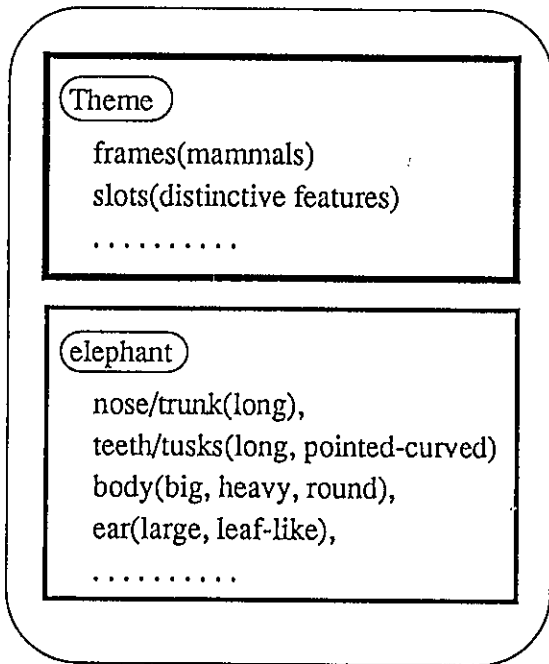 Theme
frames(mammals)
slots(distinctive features)
. . . . . . . . . .
elephant
nose/trunk(long),
teeth/tusks(long, pointed-curved)
body(big, heavy, round),
ear(large, leaf-like),
. . . . . . . . . .